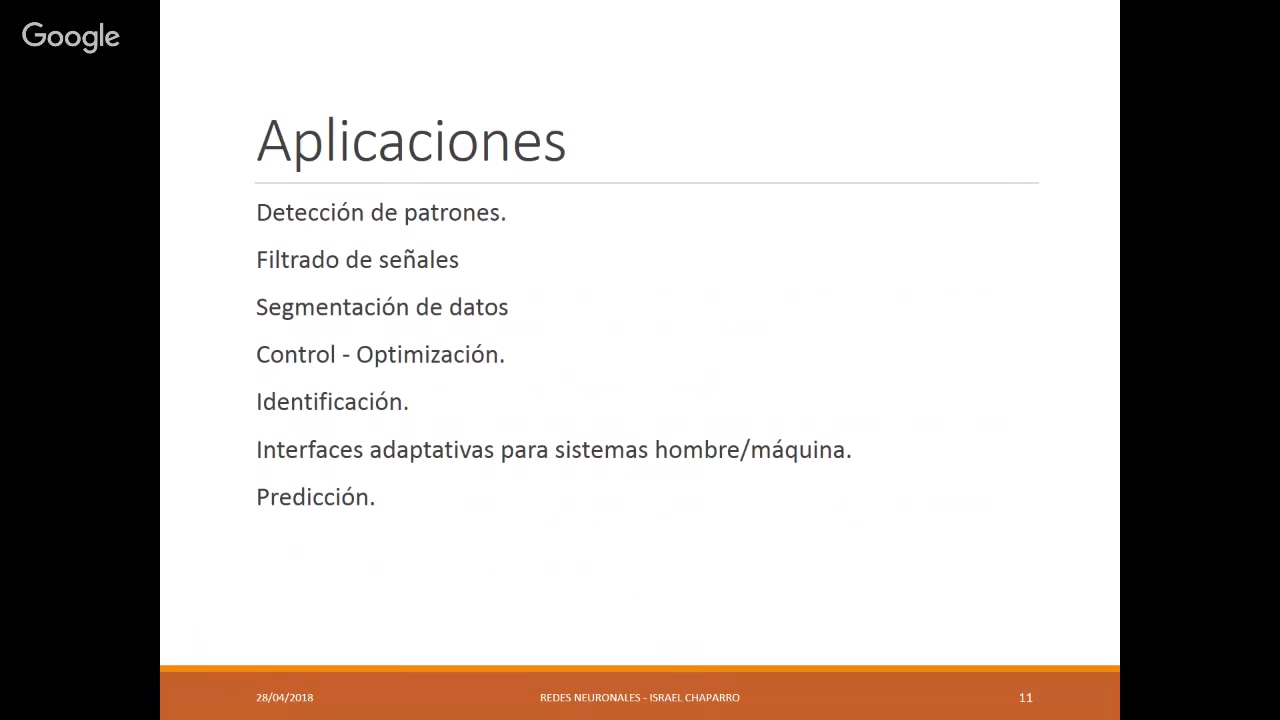 Google
Aplicaciones
Detección de patrones.
Filtrado de señales
Segmentación de datos
Control - Optimización.
Identificación.
Interfaces adaptativas para sistemas hombre/máquina.
Predicción.
28/04/2018
REDES NEURONALES - ISRAEL CHAPARRO
11